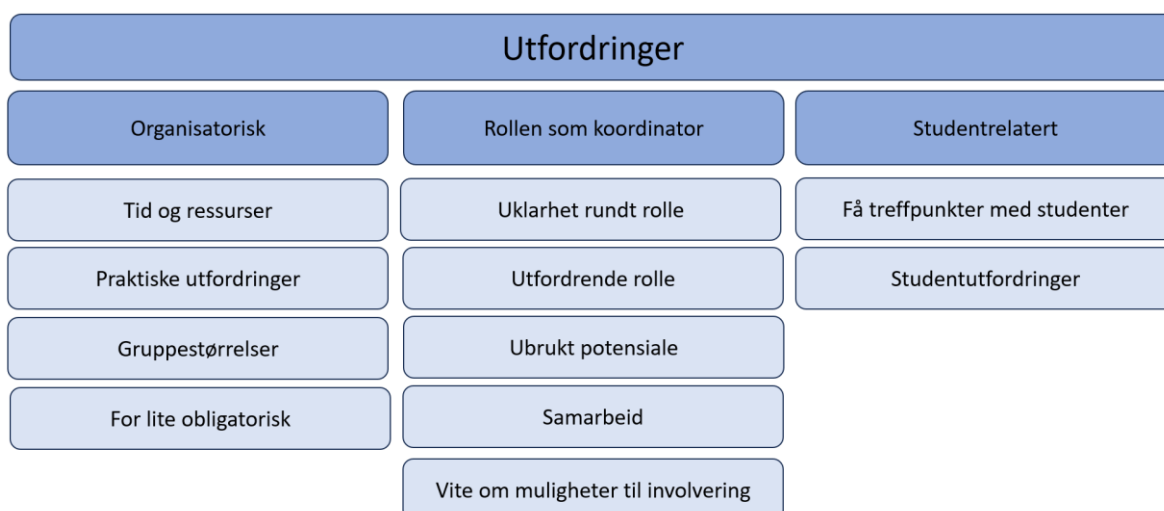 Utfordringer
Organisatorisk
Rollen som koordinator
Studentrelatert
Tid og ressurser
Uklarhet rundt rolle
Få treffpunkter med studenter
Praktiske utfordringer
Utfordrende rolle
Studentutfordringer
Gruppestørrelser
Ubrukt potensiale
For lite obligatorisk
Samarbeid
Vite om muligheter til involvering